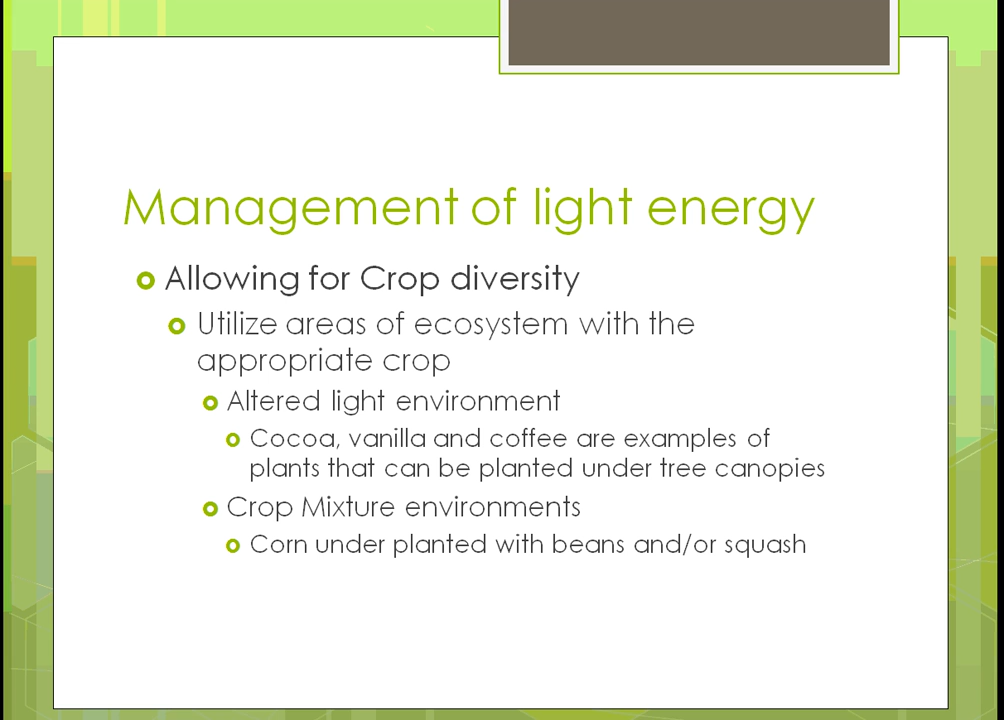 Management of light energy
Allowing for Crop diversity
Utilize areas of ecosystem with the
appropriate crop
Altered light environment
Cocoa, vanilla and coffee are examples of
plants that can be planted under tree canopies
Crop Mixture environments
Corn under planted with beans and/or squash